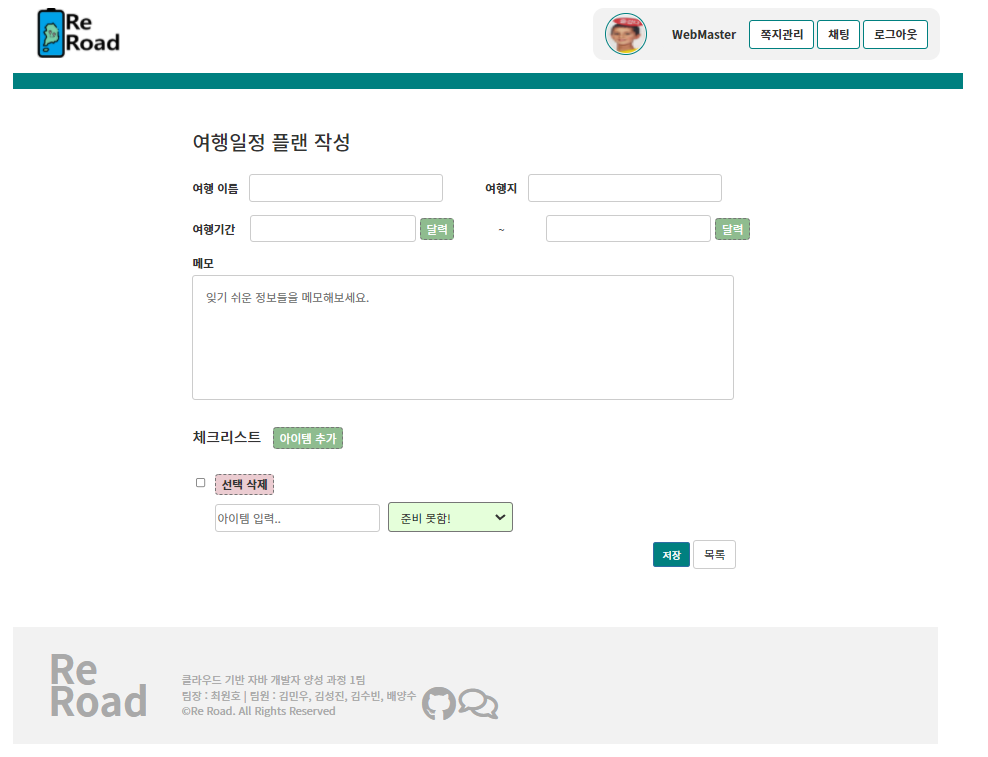 Re
Road
WebMaster 쪽지관리 채팅 로그아웃
여행일정 플랜 작성
여행 이름 여행지
여행기간 달력 ~ 달력
메모
잊기 쉬운 정보들을 메모해보세요.
체크리스트 아이템 추가
선택 삭제
아이템 입력.. 준비 못함!
저장 목록
Re
Road
클라우드 기반 자바 개발자 양성 과정 1팀
팀장 : 최원호 | 팀원 : 김민우, 김성진, 김수빈, 배양수
©Re Road. All Rights Reserved